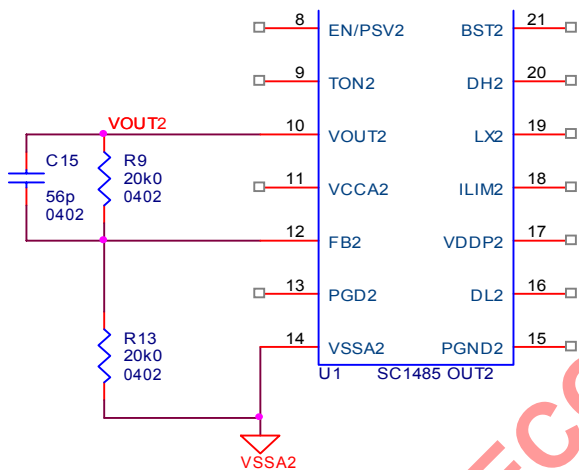 8 EN/PSV2 BST2 21
9 TON2 DH2 20
VOUT2
10 VOUT2 LX2 19
C15 R9
56p 20k0
0402 0402
11 VCCA2 ILIM2 18
12 FB2 VDDP2 17
13 PGD2 DL2 16
R13
20k0
0402
14 VSSA2 PGND2 15
U1 SC1485 OUT2
VSSA2